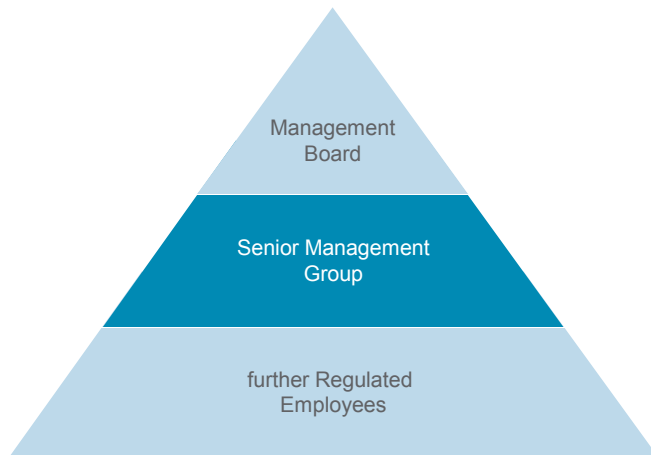 Management
Board
Senior Management
Group
further Regulated
Employees